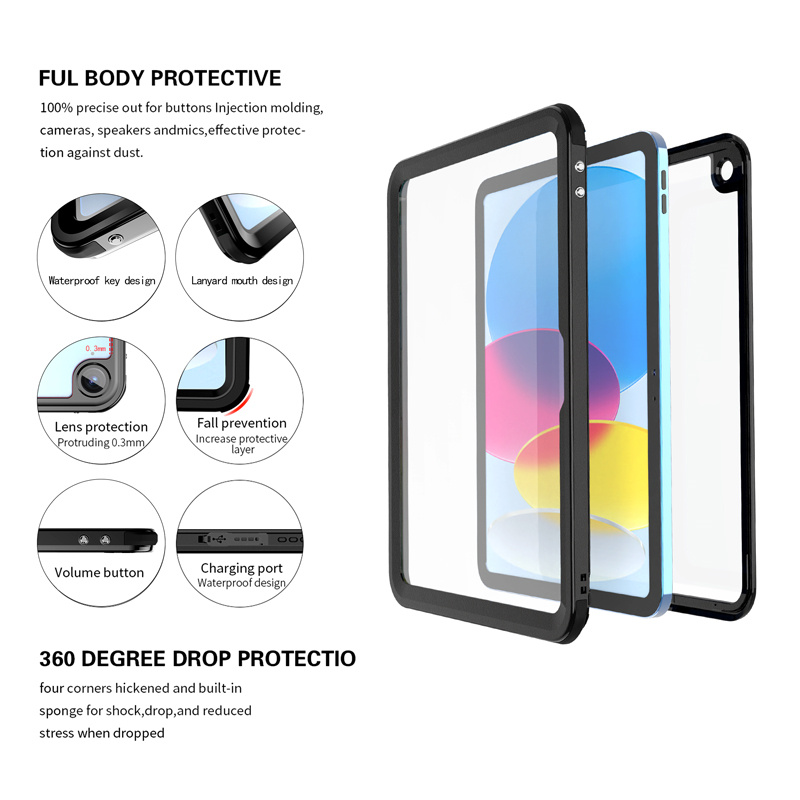 FUL BODY PROTECTIVE
100% precise out for buttons Injection molding,
cameras, speakers andmics,effective protec-
tion against dust.
Waterproof key design
Lanyard mouth design
0.3mm
Lens protection
Protruding 0.3mm
Fall prevention
Increase protective
layer
Volume button
Charging port
Waterproof design
360 DEGREE DROP PROTECTIO
four corners hickened and built-in
sponge for shock,drop,and reduced
stress when dropped